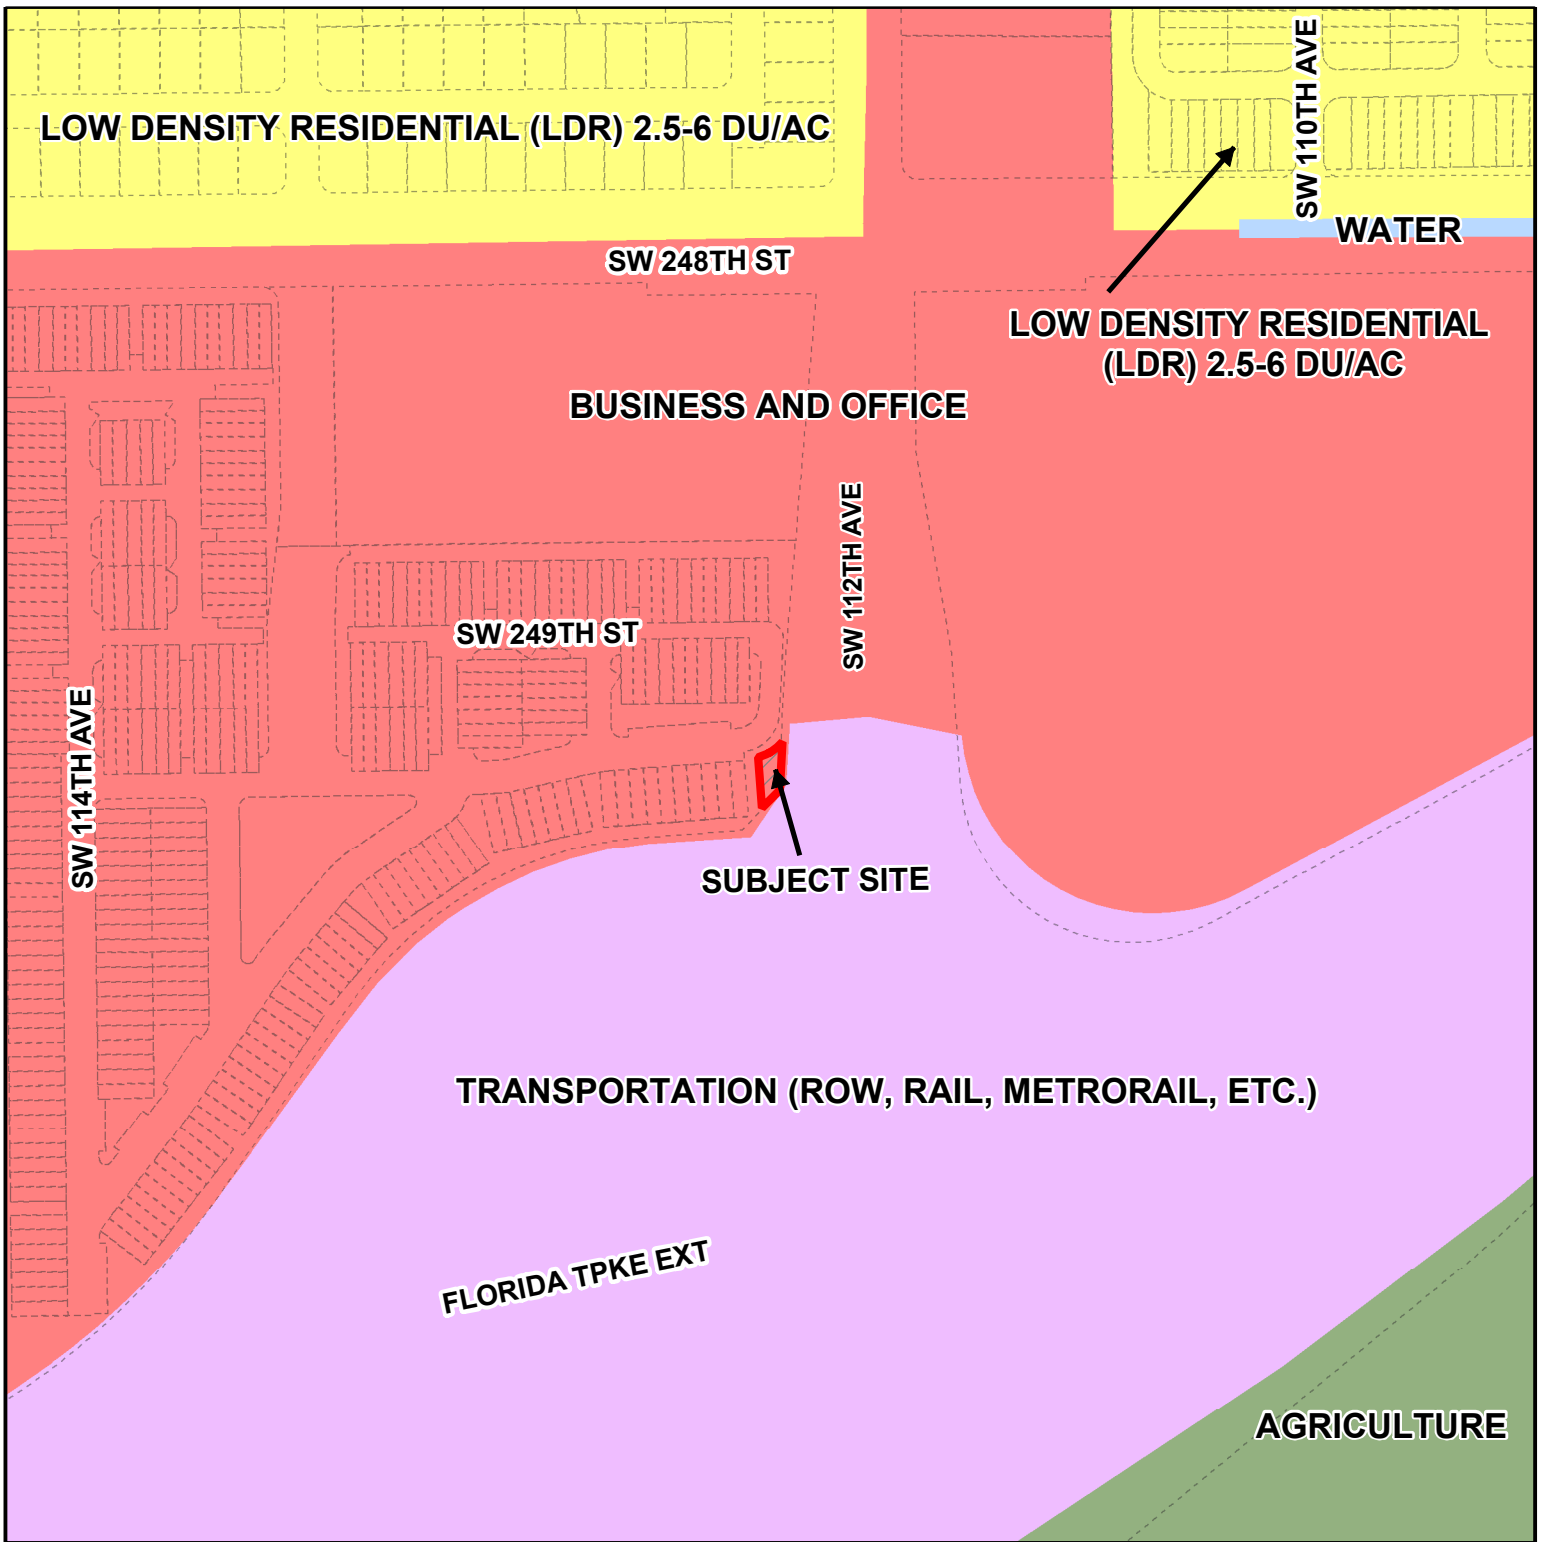 SW 110TH AVE
LOW DENSITY RESIDENTIAL (LDR) 2.5-6 DU/AC
WATER
SW 248TH ST
LOW DENSITY RESIDENTIAL
(LDR) 2.5-6 DU/AC
BUSINESS AND OFFICE
SW 112TH AVE
SW 249TH ST
SW 114TH AVE
SUBJECT SITE
TRANSPORTATION (ROW, RAIL, METRORAIL, ETC.)
FLORIDA TPKE EXT
AGRICULTURE